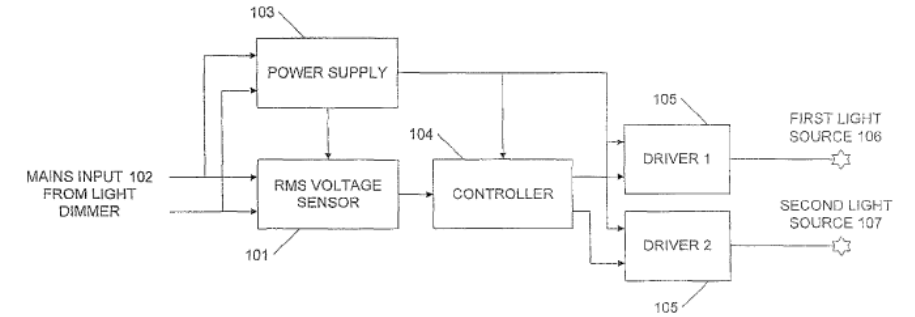 103
POWER SUPPLY
104
105
FIRST LIGHT
SOURCE 106
DRIVER 1
MAINS INPUT 102
FROM LIGHT
DIMMER
RMS VOLTAGE
SENSOR
CONTROLLER
SECOND LIGHT
SOURCE 107
DRIVER 2
101
105